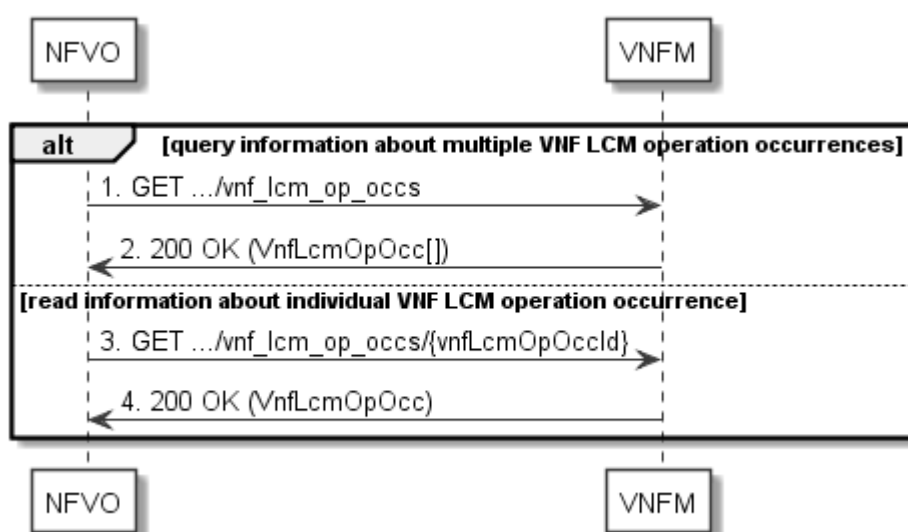 NFVO VNFM
alt [query information about multiple VNF LCM operation occurrences]
1. GET .../vnf_lcm_op_occs
2. 200 OK (VnfLcmOpOcc[])
[read information about individual VNF LCM operation occurrence]
3. GET .../vnf_lcm_op_occs/{vnfLcmOpOccId}
4. 200 OK (VnfLcmOpOcc)
NFVO VNFM